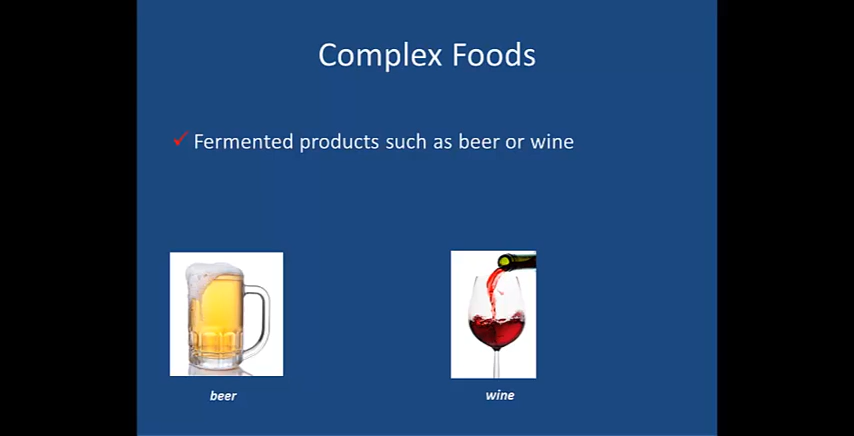 Complex Foods
✓ Fermented products such as beer or wine
beer
wine